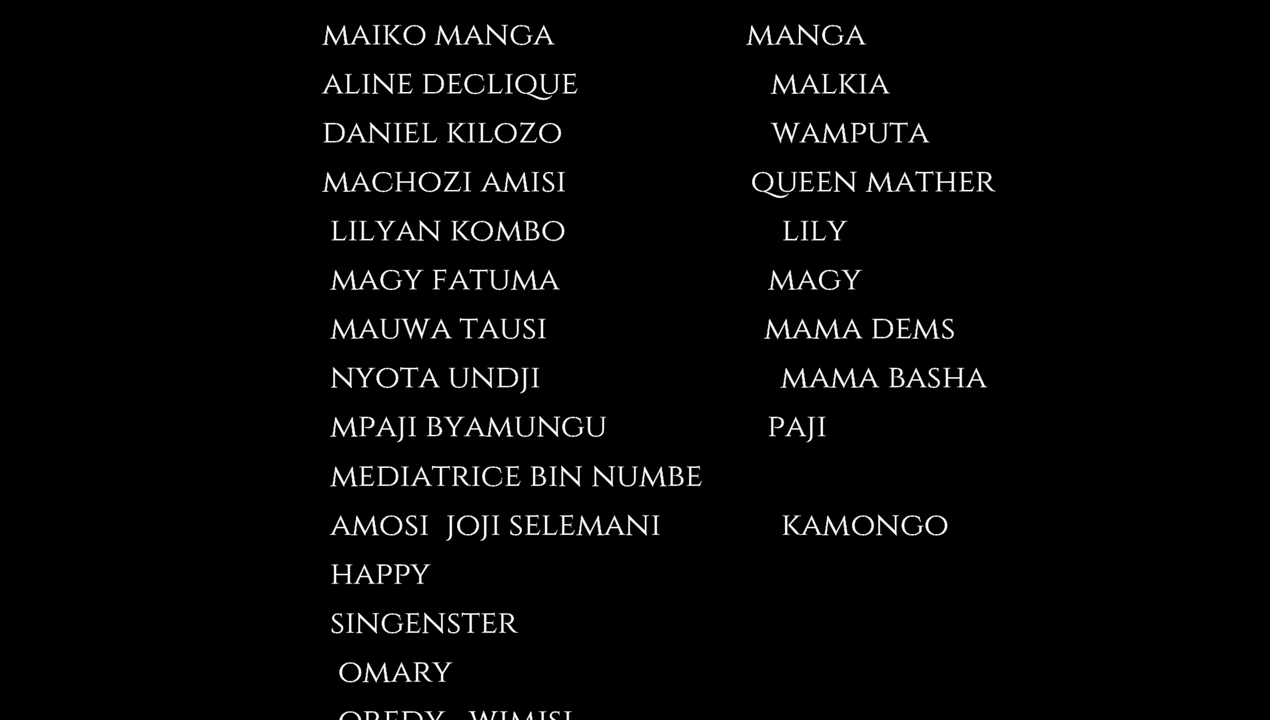 MAIKO MANGA MANGA
ALINE DECLIQUE MALKIA
DANIEL KILOZO WAMPUTA
MACHOZI AMISI QUEEN MATHER
LILYAN KOMBO LILY
MAGY FATUMA MAGY
MAUWA TAUSI MAMA DEMS
NYOTA UNDJI MAMA BASHA
MPAJI BYAMUNGU PAJI
MEDIATRICE BIN NUMBE
AMOSI JOJI SELEMANI KAMONGO
HAPPY
SINGENSTER
OMARY